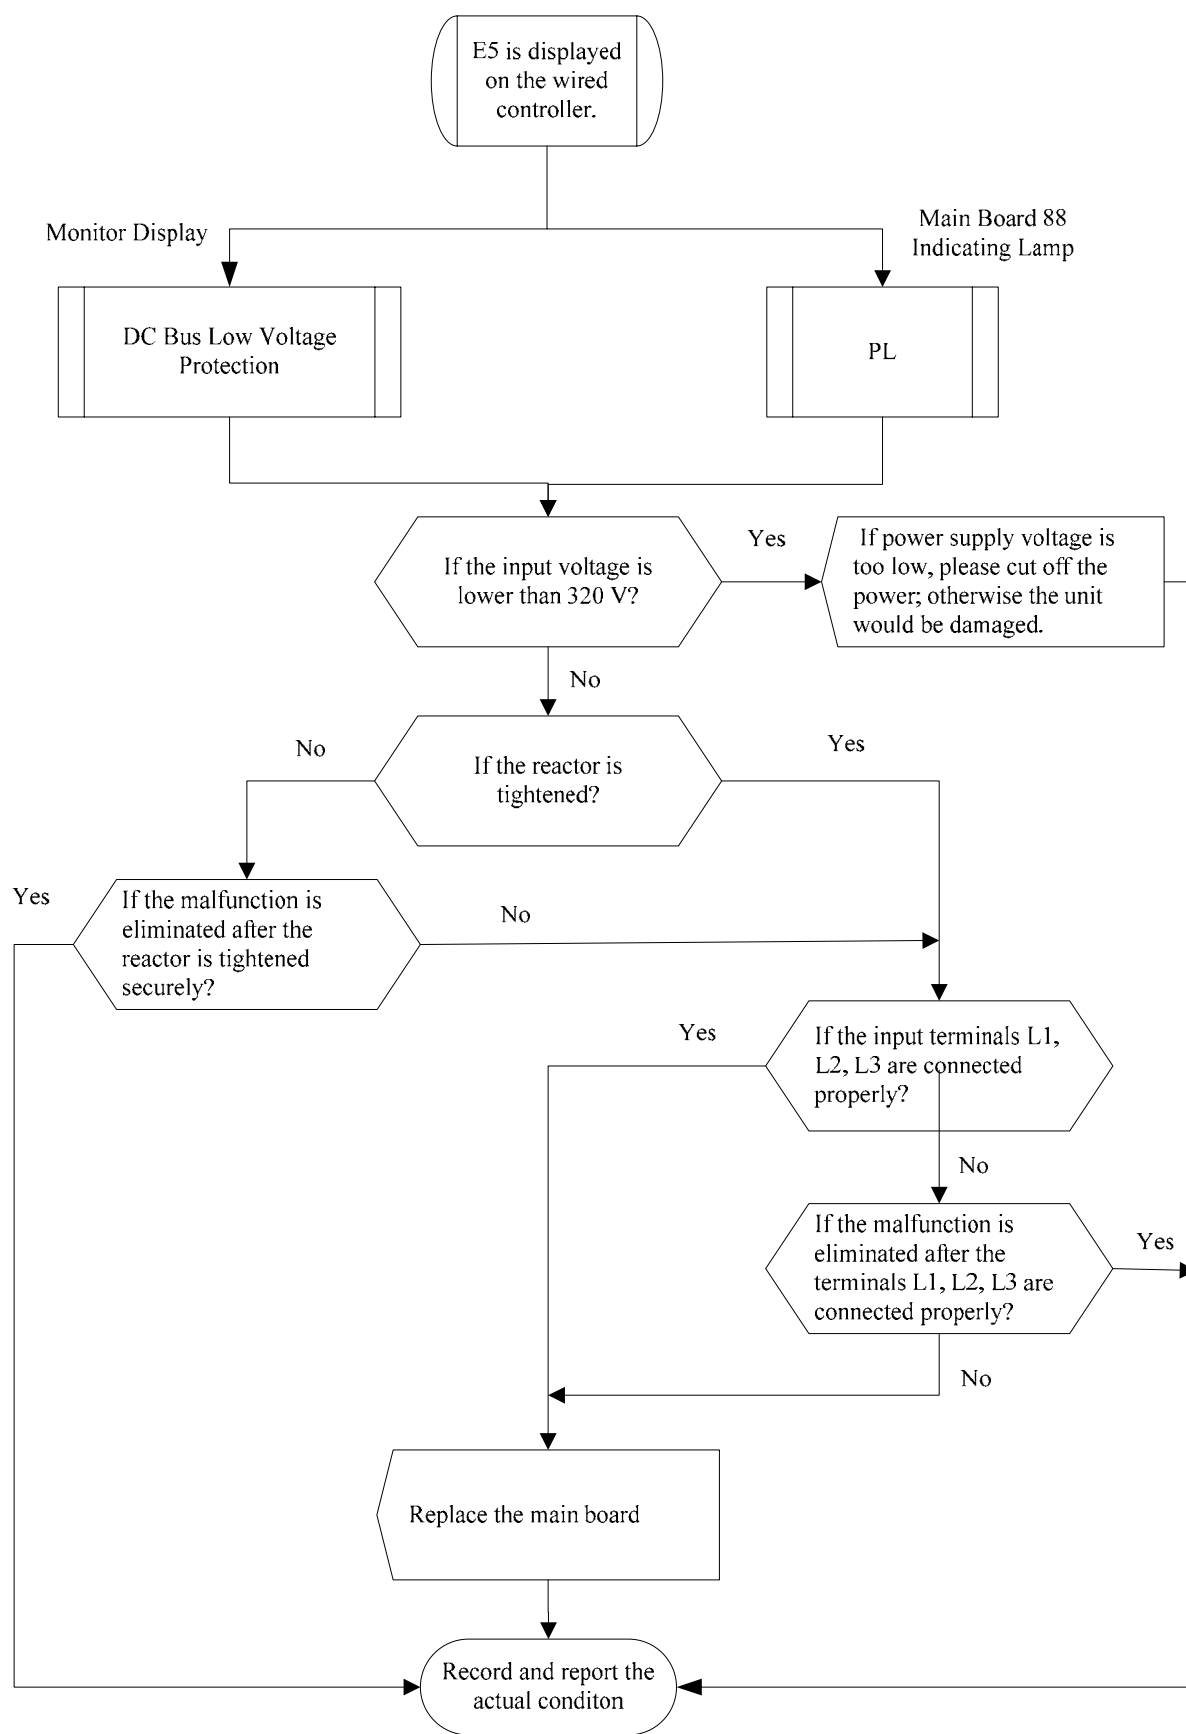 E5 is displayed
on the wired
controller.
Monitor Display
Main Board 88
Indicating Lamp
DC Bus Low Voltage
Protection
PL
If the input voltage is
lower than 320 V?
Yes
If power supply voltage is
too low, please cut off the
power; otherwise the unit
would be damaged.
No
No
If the reactor is
tightened?
Yes
Yes
If the malfunction is
eliminated after the
reactor is tightened
securely?
No
Yes
If the input terminals L1,
L2, L3 are connected
properly?
No
If the malfunction is
eliminated after the
terminals L1, L2, L3 are
connected properly?
Yes
No
Replace the main board
Record and report the
actual conditon